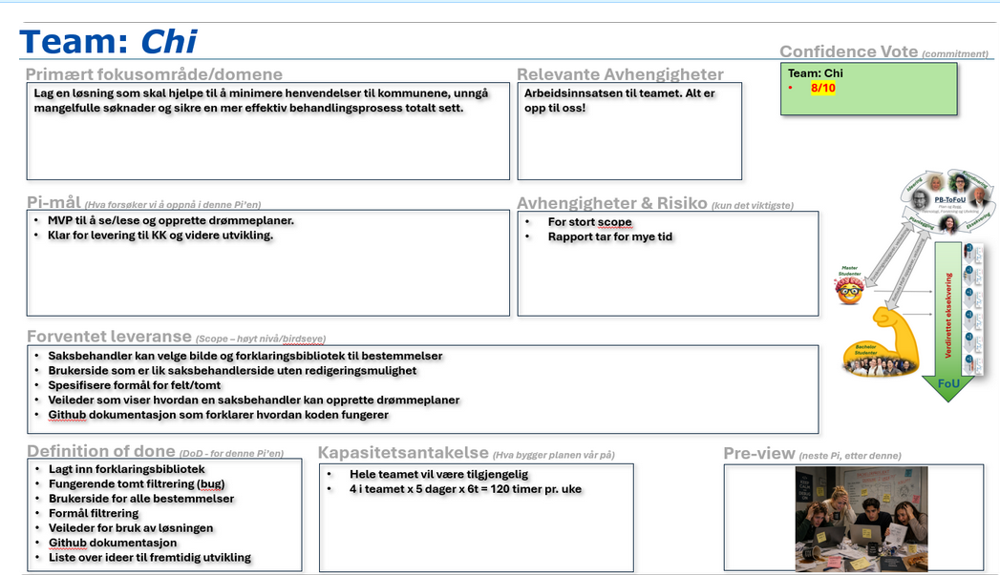 Team: Chi
Confidence Vote (commitment)
Team: Chi
• 8/10
Primært fokusområde/domene
Lag en løsning som skal hjelpe til å minimere henvendelser til kommunene, unngå
mangelfulle søknader og sikre en mer effektiv behandlingsprosess totalt sett.
Relevante Avhengigheter
Arbeidsinnsatsen til teamet. Alt er
opp til oss!
Pi-mål (Hva forsøker vi å oppnå i denne Pi'en)
• MVP til å se/lese og opprette drømmeplaner.
• Klar for levering til KK og videre utvikling.
Avhengigheter & Risiko (kun det viktigste)
• For stort scope
• Rapport tar for mye tid
PB-ToFoU
Master
Studenter
Bachelor
Studenter
Verdirettet eksekvering
FoU
Forventet leveranse (Scope – høyt nivå/birdseye)
• Saksbehandler kan velge bilde og forklaringsbibliotek til bestemmelser
• Brukerside som er lik saksbehandlerside uten redigeringsmulighet
• Spesifisere formål for felt/tomt
• Veileder som viser hvordan en saksbehandler kan opprette drømmeplaner
• Github dokumentasjon som forklarer hvordan koden fungerer
Definition of done (DoD - for denne Pi'en)
• Lagt inn forklaringsbibliotek
• Fungerende tomt filtrering (bug)
• Brukerside for alle bestemmelser
• Formål filtrering
• Veileder for bruk av løsningen
• Github dokumentasjon
• Liste over ideer til fremtidig utvikling
Kapasitetsantakelse (Hva bygger planen vår på)
• Hele teamet vil være tilgjengelig
• 4 i teamet x 5 dager x 6t = 120 timer pr. uke
Pre-view (neste Pi, etter denne)